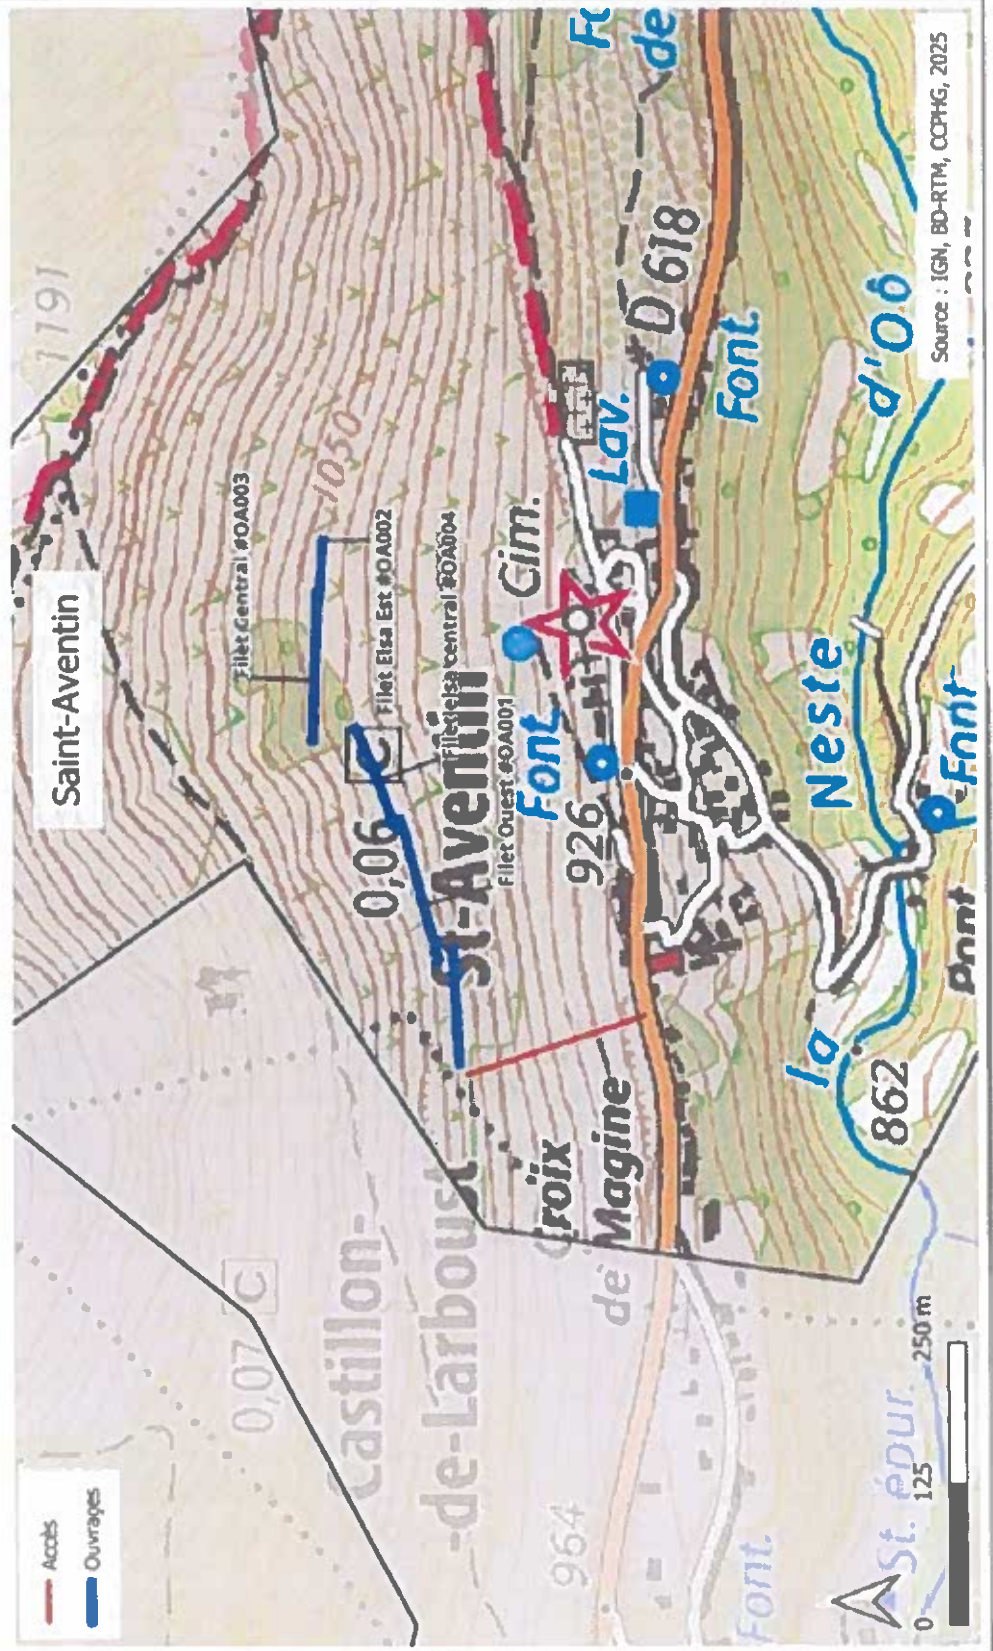 Saint-Aventin
Accès
Ouvrages
1191
Filet Central #OA003
1050
Filet Elsa Est #OA002
Filet elsa central #OA004
Filet Ouest #OA001
0,06
C
St-Aventin
0,07
C
Castillon-
-de-Larboust
Cim.
Font.
926
Lav.
D 618
Font.
Croix
de Magine
964
Font.
St. épur.
la
Neste
d'Oô
862
Pont
Font
P
0
125
250 m
Source : IGN, BD-RTM, CCPHG, 2025